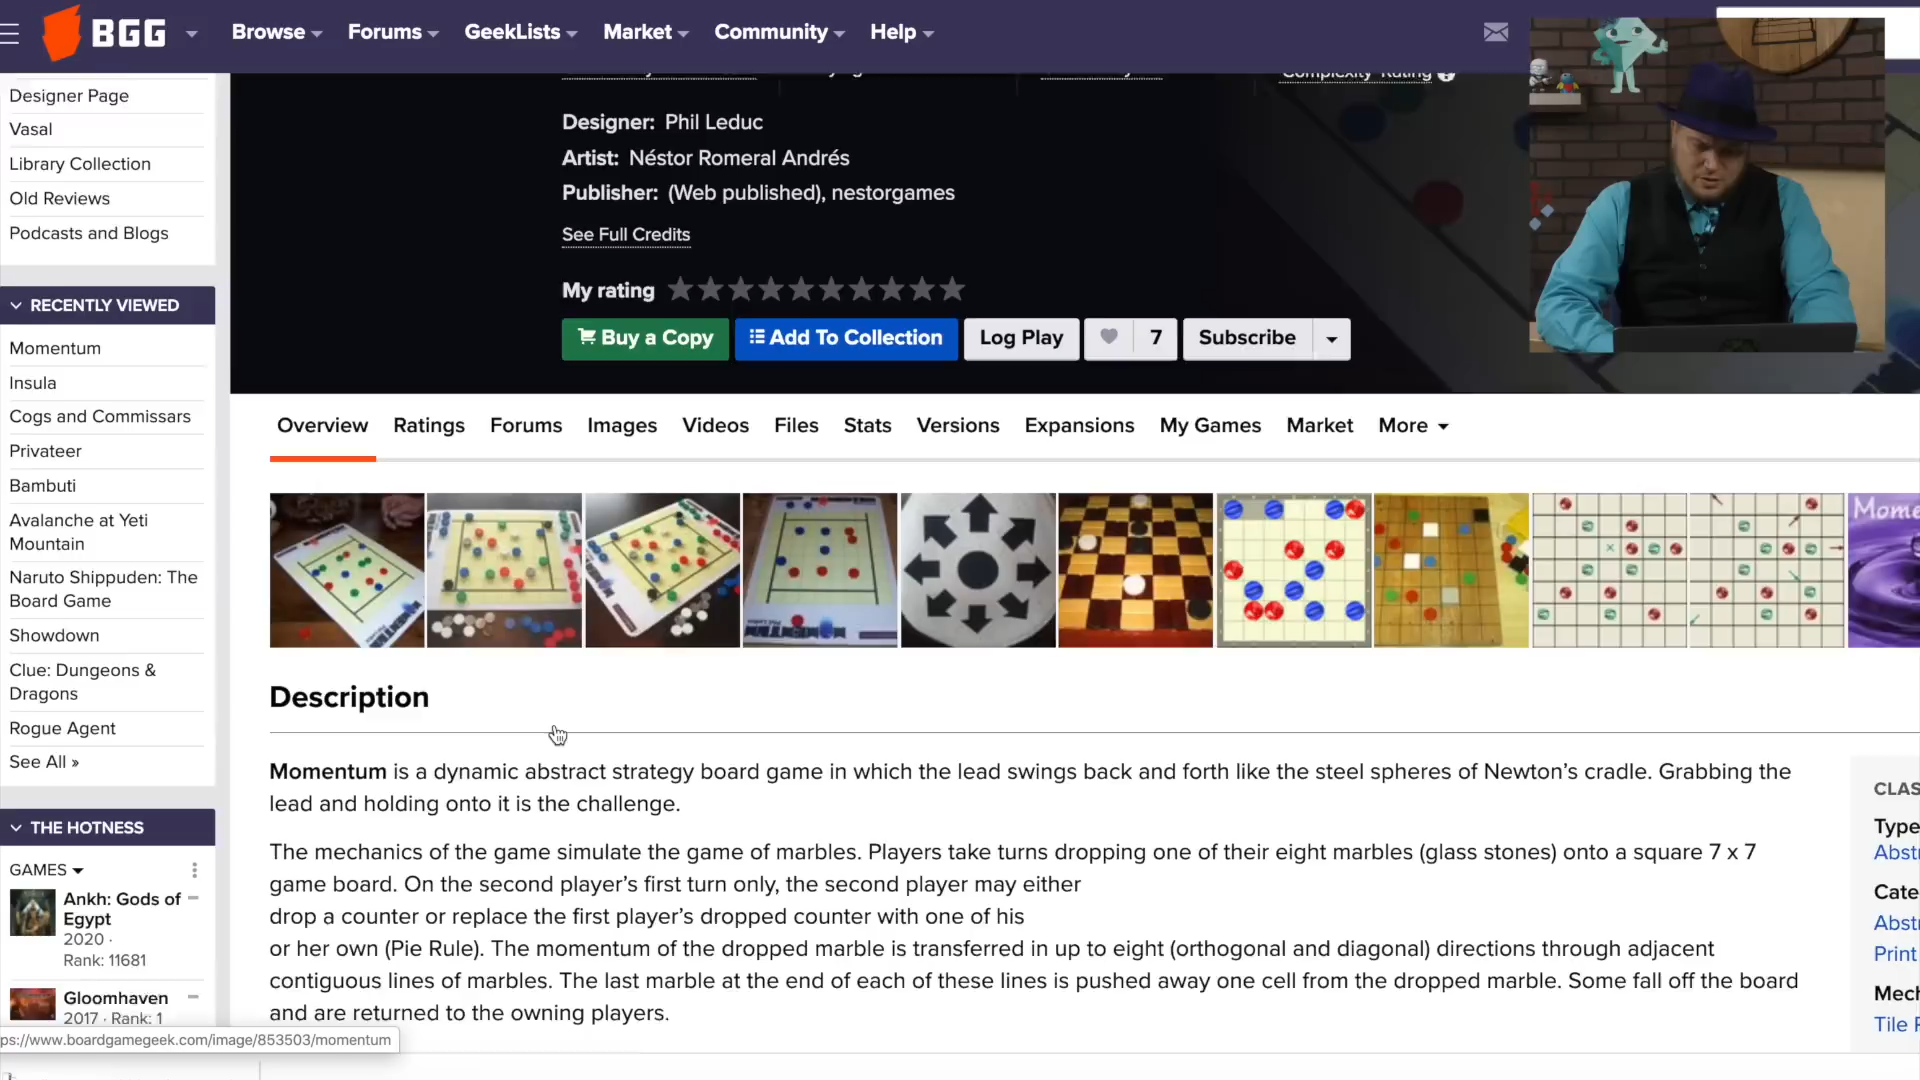 BGG
Browse
Forums
GeekLists
Market
Community
Help
Designer Page
Vasal
Library Collection
Old Reviews
Podcasts and Blogs
RECENTLY VIEWED
Momentum
Insula
Cogs and Commissars
Privateer
Bambuti
Avalanche at Yeti
Mountain
Naruto Shippuden: The
Board Game
Showdown
Clue: Dungeons &
Dragons
Rogue Agent
See All »
THE HOTNESS
GAMES
Ankh: Gods of
Egypt
2020 ·
Rank: 11681
Gloomhaven
2017 · Rank: 1
ps://www.boardgamegeek.com/image/853503/momentum
Complexity Rating
Designer: Phil Leduc
Artist: Néstor Romeral Andrés
Publisher: (Web published), nestorgames
See Full Credits
My rating
Buy a Copy
Add To Collection
Log Play
7
Subscribe
Overview
Ratings
Forums
Images
Videos
Files
Stats
Versions
Expansions
My Games
Market
More
Mome
Description
Momentum is a dynamic abstract strategy board game in which the lead swings back and forth like the steel spheres of Newton's cradle. Grabbing the
lead and holding onto it is the challenge.
The mechanics of the game simulate the game of marbles. Players take turns dropping one of their eight marbles (glass stones) onto a square 7 x 7
game board. On the second player's first turn only, the second player may either
drop a counter or replace the first player's dropped counter with one of his
or her own (Pie Rule). The momentum of the dropped marble is transferred in up to eight (orthogonal and diagonal) directions through adjacent
contiguous lines of marbles. The last marble at the end of each of these lines is pushed away one cell from the dropped marble. Some fall off the board
and are returned to the owning players.
CLAS
Type
Abst
Cate
Abst
Print
Mech
Tile P